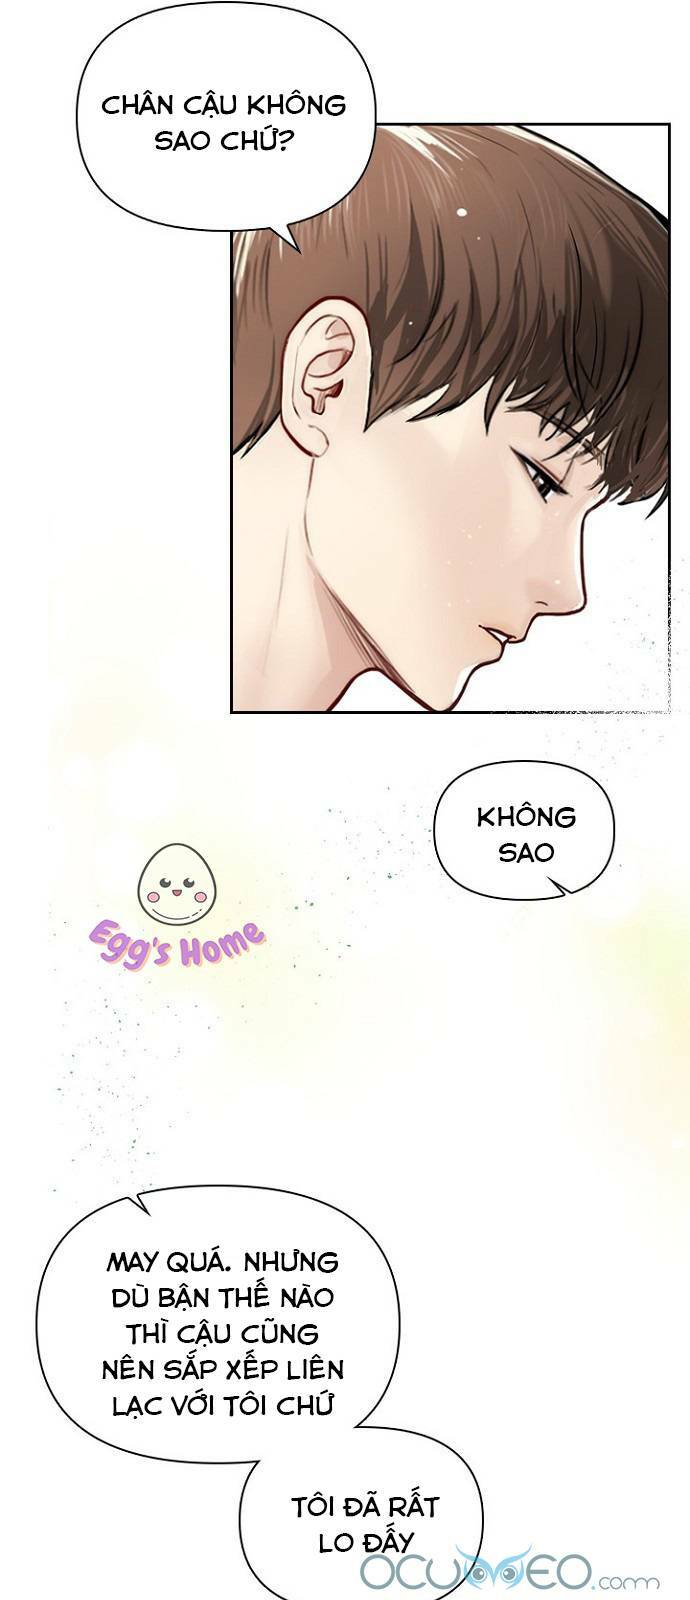 CHÂN CẬU KHÔNG
SAO CHỨ?
KHÔNG
SAO
Egg's Home
MAY QUÁ. NHƯNG
DÙ BẬN THẾ NÀO
THÌ CẬU CŨNG
NÊN SẮP XẾP LIÊN
LẠC VỚI TÔI CHỨ
TÔI ĐÃ RẤT
LO ĐẤY
OCUMEO.com